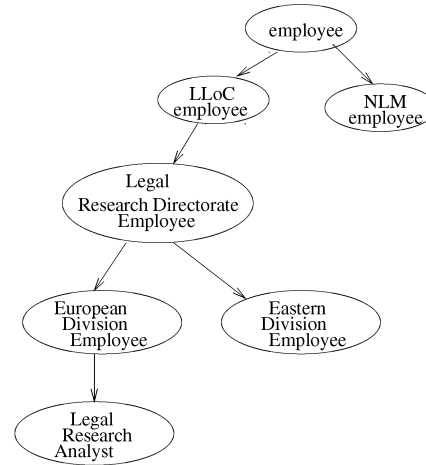 employee
LLoC
employee
NLM
employee
Legal
Research Directorate
Employee
European
Division
Employee
Eastern
Division
Employee
Legal
Research
Analyst